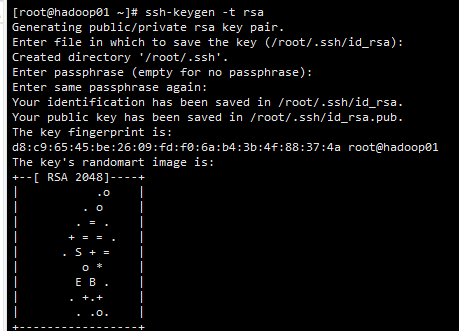 [root@hadoop01 ~]# ssh-keygen -t rsa
Generating public/private rsa key pair.
Enter file in which to save the key (/root/.ssh/id_rsa):
Created directory '/root/.ssh'.
Enter passphrase (empty for no passphrase):
Enter same passphrase again:
Your identification has been saved in /root/.ssh/id_rsa.
Your public key has been saved in /root/.ssh/id_rsa.pub.
The key fingerprint is:
d8:c9:65:45:be:26:09:fd:f0:6a:b4:3b:4f:88:37:4a root@hadoop01
The key's randomart image is:
+--[ RSA 2048]----+
|           .o    |
|         . o     |
|        . = .    |
|       + = = .   |
|      . S + =    |
|         o *     |
|        E B .    |
|       . +.+     |
|        . .o.    |
+-----------------+